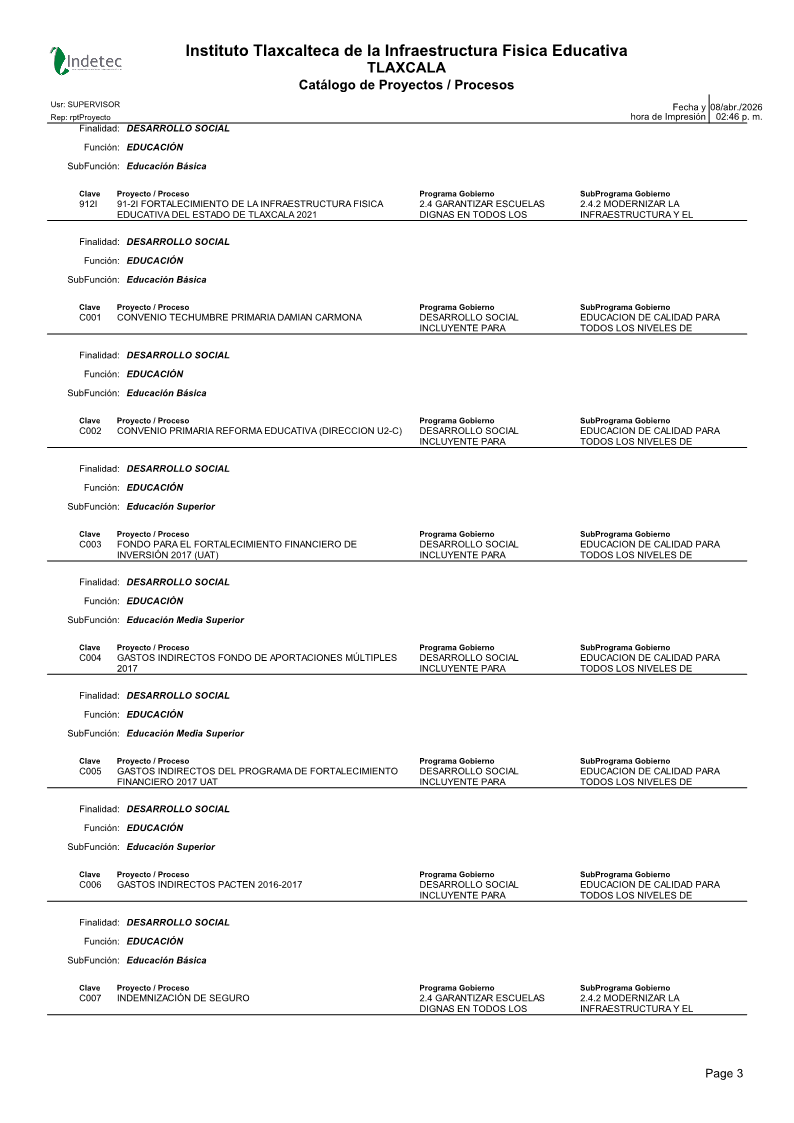 Indetec
Instituto Tlaxcalteca de la Infraestructura Fisica Educativa
TLAXCALA
Catálogo de Proyectos / Procesos
Usr: SUPERVISOR
Rep: rptProyecto
Fecha y 08/abr./2026
hora de Impresión 02:46 p. m.
Finalidad: DESARROLLO SOCIAL
Función: EDUCACIÓN
SubFunción: Educación Básica
Clave Proyecto / Proceso Programa Gobierno SubPrograma Gobierno
912I 91-2I FORTALECIMIENTO DE LA INFRAESTRUCTURA FISICA 2.4 GARANTIZAR ESCUELAS 2.4.2 MODERNIZAR LA
EDUCATIVA DEL ESTADO DE TLAXCALA 2021 DIGNAS EN TODOS LOS INFRAESTRUCTURA Y EL
Finalidad: DESARROLLO SOCIAL
Función: EDUCACIÓN
SubFunción: Educación Básica
Clave Proyecto / Proceso Programa Gobierno SubPrograma Gobierno
C001 CONVENIO TECHUMBRE PRIMARIA DAMIAN CARMONA DESARROLLO SOCIAL EDUCACION DE CALIDAD PARA
INCLUYENTE PARA TODOS LOS NIVELES DE
Finalidad: DESARROLLO SOCIAL
Función: EDUCACIÓN
SubFunción: Educación Básica
Clave Proyecto / Proceso Programa Gobierno SubPrograma Gobierno
C002 CONVENIO PRIMARIA REFORMA EDUCATIVA (DIRECCION U2-C) DESARROLLO SOCIAL EDUCACION DE CALIDAD PARA
INCLUYENTE PARA TODOS LOS NIVELES DE
Finalidad: DESARROLLO SOCIAL
Función: EDUCACIÓN
SubFunción: Educación Superior
Clave Proyecto / Proceso Programa Gobierno SubPrograma Gobierno
C003 FONDO PARA EL FORTALECIMIENTO FINANCIERO DE DESARROLLO SOCIAL EDUCACION DE CALIDAD PARA
INVERSIÓN 2017 (UAT) INCLUYENTE PARA TODOS LOS NIVELES DE
Finalidad: DESARROLLO SOCIAL
Función: EDUCACIÓN
SubFunción: Educación Media Superior
Clave Proyecto / Proceso Programa Gobierno SubPrograma Gobierno
C004 GASTOS INDIRECTOS FONDO DE APORTACIONES MÚLTIPLES DESARROLLO SOCIAL EDUCACION DE CALIDAD PARA
2017 INCLUYENTE PARA TODOS LOS NIVELES DE
Finalidad: DESARROLLO SOCIAL
Función: EDUCACIÓN
SubFunción: Educación Media Superior
Clave Proyecto / Proceso Programa Gobierno SubPrograma Gobierno
C005 GASTOS INDIRECTOS DEL PROGRAMA DE FORTALECIMIENTO DESARROLLO SOCIAL EDUCACION DE CALIDAD PARA
FINANCIERO 2017 UAT INCLUYENTE PARA TODOS LOS NIVELES DE
Finalidad: DESARROLLO SOCIAL
Función: EDUCACIÓN
SubFunción: Educación Superior
Clave Proyecto / Proceso Programa Gobierno SubPrograma Gobierno
C006 GASTOS INDIRECTOS PACTEN 2016-2017 DESARROLLO SOCIAL EDUCACION DE CALIDAD PARA
INCLUYENTE PARA TODOS LOS NIVELES DE
Finalidad: DESARROLLO SOCIAL
Función: EDUCACIÓN
SubFunción: Educación Básica
Clave Proyecto / Proceso Programa Gobierno SubPrograma Gobierno
C007 INDEMNIZACIÓN DE SEGURO 2.4 GARANTIZAR ESCUELAS 2.4.2 MODERNIZAR LA
DIGNAS EN TODOS LOS INFRAESTRUCTURA Y EL
Page 3